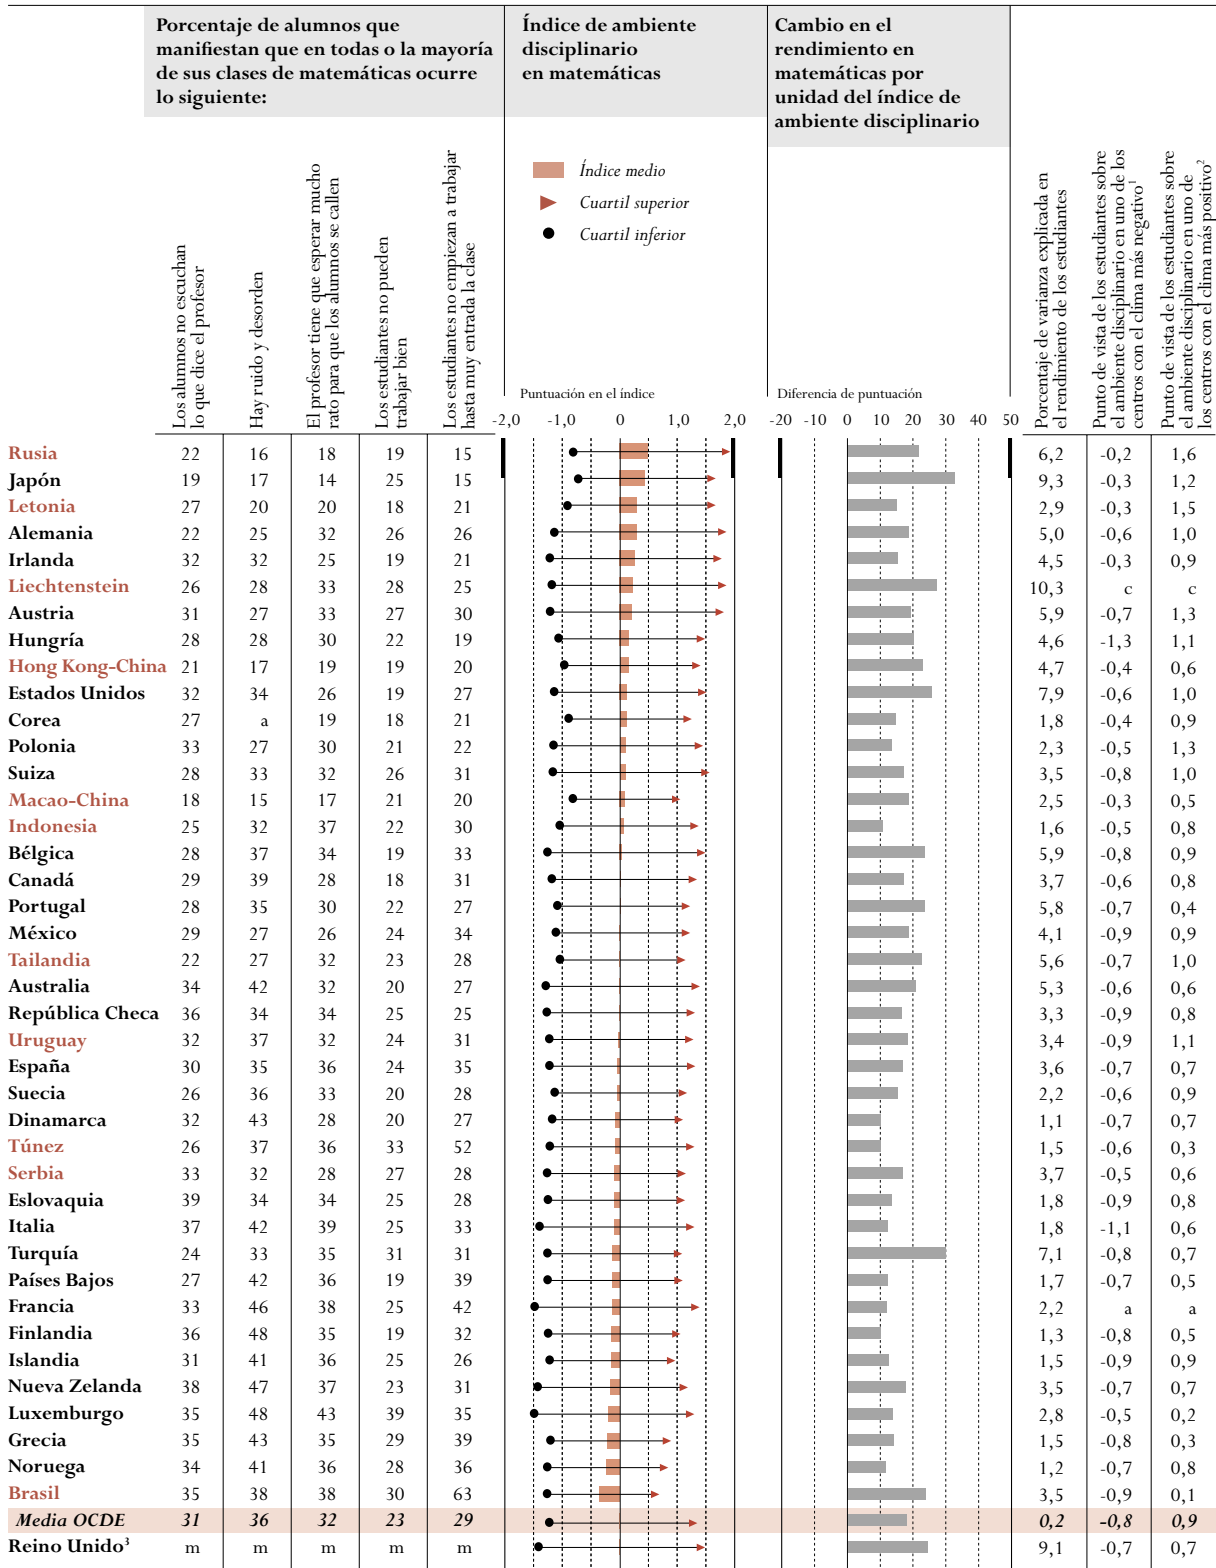 Porcentaje de alumnos que
manifiestan que en todas o la mayoría
de sus clases de matemáticas ocurre
lo siguiente:
Índice de ambiente
disciplinario
en matemáticas
Cambio en el
rendimiento en
matemáticas por
unidad del índice de
ambiente disciplinario
Los alumnos no escuchan
lo que dice el profesor
Hay ruido y desorden
El profesor tiene que esperar mucho
rato para que los alumnos se callen
Los estudiantes no pueden
trabajar bien
Los estudiantes no empiezan a trabajar
hasta muy entrada la clase
Índice medio
Cuartil superior
Cuartil inferior
Porcentaje de varianza explicada en
el rendimiento de los estudiantes
Punto de vista de los estudiantes sobre
el ambiente disciplinario en uno de los
centros con el clima más negativo1
Punto de vista de los estudiantes sobre
el ambiente disciplinario en uno de
los centros con el clima más positivo2
Puntuación en el índice
Diferencia de puntuación
-2,0 -1,0 0 1,0 2,0 -20 -10 0 10 20 30 40 50
Rusia 22 16 18 19 15 6,2 -0,2 1,6
Japón 19 17 14 25 15 9,3 -0,3 1,2
Letonia 27 20 20 18 21 2,9 -0,3 1,5
Alemania 22 25 32 26 26 5,0 -0,6 1,0
Irlanda 32 32 25 19 21 4,5 -0,3 0,9
Liechtenstein 26 28 33 28 25 10,3 c c
Austria 31 27 33 27 30 5,9 -0,7 1,3
Hungría 28 28 30 22 19 4,6 -1,3 1,1
Hong Kong-China 21 17 19 19 20 4,7 -0,4 0,6
Estados Unidos 32 34 26 19 27 7,9 -0,6 1,0
Corea 27 a 19 18 21 1,8 -0,4 0,9
Polonia 33 27 30 21 22 2,3 -0,5 1,3
Suiza 28 33 32 26 31 3,5 -0,8 1,0
Macao-China 18 15 17 21 20 2,5 -0,3 0,5
Indonesia 25 32 37 22 30 1,6 -0,5 0,8
Bélgica 28 37 34 19 33 5,9 -0,8 0,9
Canadá 29 39 28 18 31 3,7 -0,6 0,8
Portugal 28 35 30 22 27 5,8 -0,7 0,4
México 29 27 26 24 34 4,1 -0,9 0,9
Tailandia 22 27 32 23 28 5,6 -0,7 1,0
Australia 34 42 32 20 27 5,3 -0,6 0,6
República Checa 36 34 34 25 25 3,3 -0,9 0,8
Uruguay 32 37 32 24 31 3,4 -0,9 1,1
España 30 35 36 24 35 3,6 -0,7 0,7
Suecia 26 36 33 20 28 2,2 -0,6 0,9
Dinamarca 32 43 28 20 27 1,1 -0,7 0,7
Túnez 26 37 36 33 52 1,5 -0,6 0,3
Serbia 33 32 28 27 28 3,7 -0,5 0,6
Eslovaquia 39 34 34 25 28 1,8 -0,9 0,8
Italia 37 42 39 25 33 1,8 -1,1 0,6
Turquía 24 33 35 31 31 7,1 -0,8 0,7
Países Bajos 27 42 36 19 39 1,7 -0,7 0,5
Francia 33 46 38 25 42 2,2 a a
Finlandia 36 48 35 19 32 1,3 -0,8 0,5
Islandia 31 41 36 25 26 1,5 -0,9 0,9
Nueva Zelanda 38 47 37 23 31 3,5 -0,7 0,7
Luxemburgo 35 48 43 39 35 2,8 -0,5 0,2
Grecia 35 43 35 29 39 1,5 -0,8 0,3
Noruega 34 41 36 28 36 1,2 -0,7 0,8
Brasil 35 38 38 30 63 3,5 -0,9 0,1
Media OCDE 31 36 32 23 29 0,2 -0,8 0,9
Reino Unido3 m m m m m 9,1 -0,7 0,7